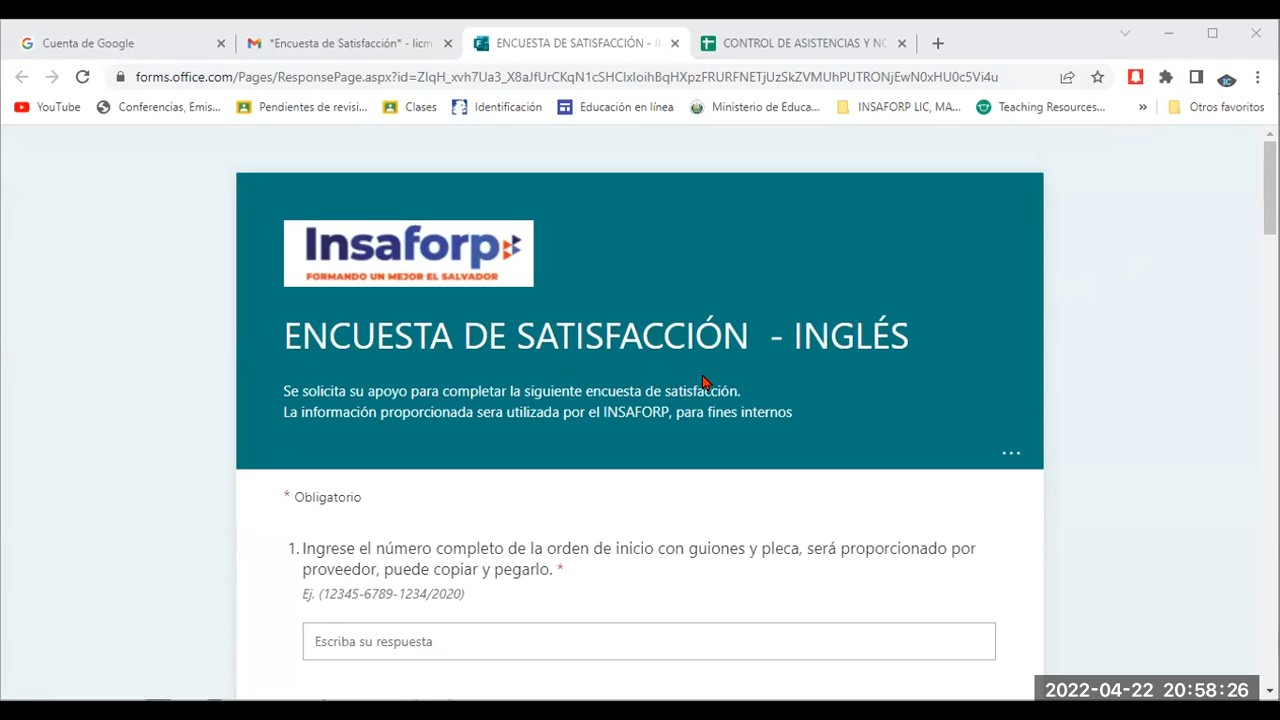 Cuenta de Google
"Encuesta de Satisfacción" - licm
ENCUESTA DE SATISFACCIÓN - I
CONTROL DE ASISTENCIAS Y NO
forms.office.com/Pages/ResponsePage.aspx?id=ZIqH_xvh7Ua3_X8aJfUrCKqN1cSHClxIoihBqHXpzFRURFNETjUzSkZVMUhPUTRONjEwN0xHU0c5Vi4u
YouTube
Conferencias, Emis...
Pendientes de revisi...
Clases
Identificación
Educación en línea
Ministerio de Educa...
INSAFORP LIC, MA...
Teaching Resources...
»
Otros favoritos
Insaforp
FORMANDO UN MEJOR EL SALVADOR
ENCUESTA DE SATISFACCIÓN - INGLÉS
Se solicita su apoyo para completar la siguiente encuesta de satisfacción.
La información proporcionada sera utilizada por el INSAFORP, para fines internos
* Obligatorio
1. Ingrese el número completo de la orden de inicio con guiones y pleca, será proporcionado por
proveedor, puede copiar y pegarlo. *
Ej. (12345-6789-1234/2020)
Escriba su respuesta
2022-04-22 20:58:26